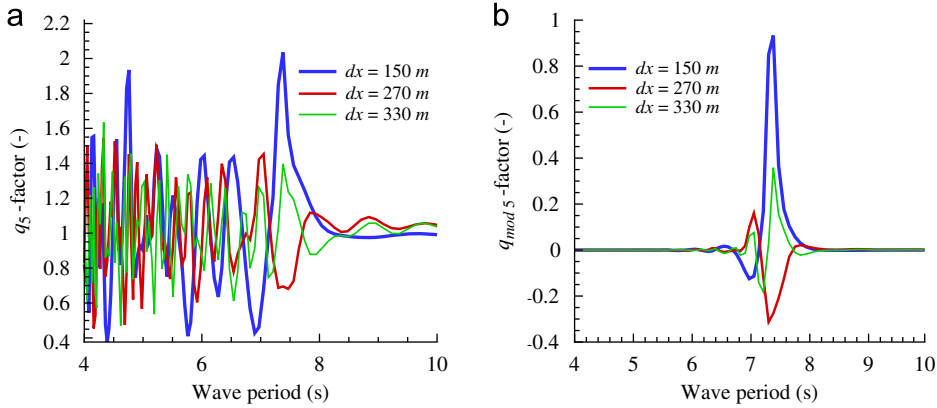 a
b
2.2
2
1.8
1.6
1.4
1.2
1
0.8
0.6
0.4
q5-factor (-)
dx = 150 m
dx = 270 m
dx = 330 m
4
6
8
10
Wave period (s)
1
0.8
0.6
0.4
0.2
0
-0.2
-0.4
qmod 5-factor (-)
dx = 150 m
dx = 270 m
dx = 330 m
4
5
6
7
8
9
10
Wave period (s)